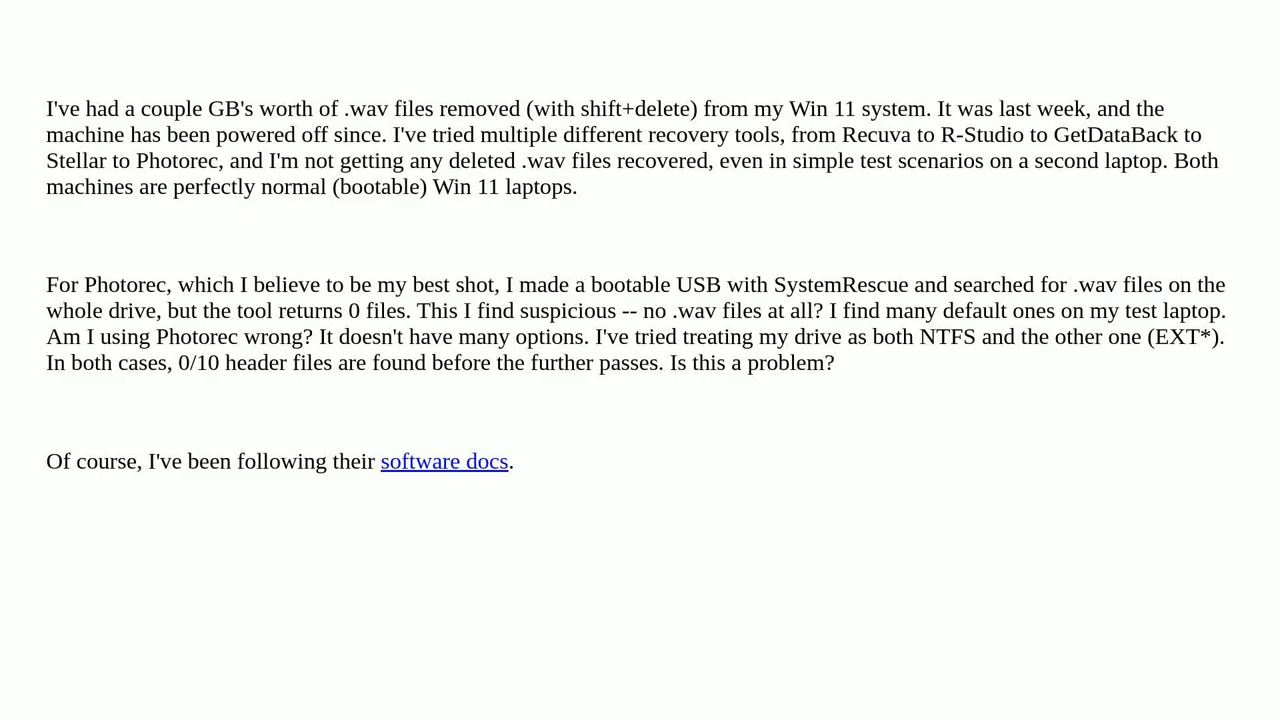 I've had a couple GB's worth of .wav files removed (with shift+delete) from my Win 11 system. It was last week, and the
machine has been powered off since. I've tried multiple different recovery tools, from Recuva to R-Studio to GetDataBack to
Stellar to Photorec, and I'm not getting any deleted .wav files recovered, even in simple test scenarios on a second laptop. Both
machines are perfectly normal (bootable) Win 11 laptops.
For Photorec, which I believe to be my best shot, I made a bootable USB with SystemRescue and searched for .wav files on the
whole drive, but the tool returns 0 files. This I find suspicious -- no .wav files at all? I find many default ones on my test laptop.
Am I using Photorec wrong? It doesn't have many options. I've tried treating my drive as both NTFS and the other one (EXT*).
In both cases, 0/10 header files are found before the further passes. Is this a problem?
Of course, I've been following their software docs.